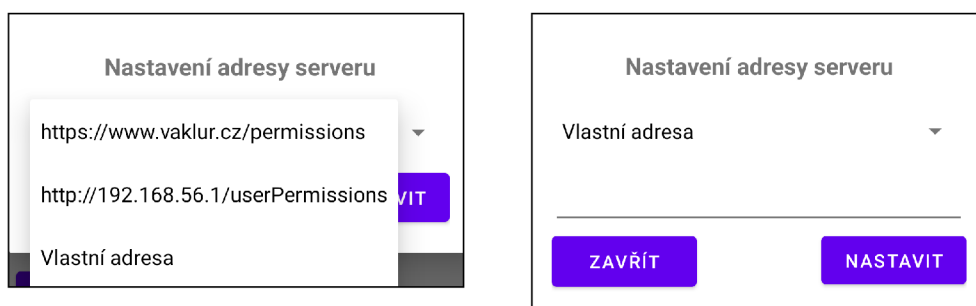 Nastavení adresy serveru
https://www.vaklur.cz/permissions
http://192.168.56.1/userPermissions
VIT
Vlastní adresa
Nastavení adresy serveru
Vlastní adresa
ZAVŘÍT
NASTAVIT